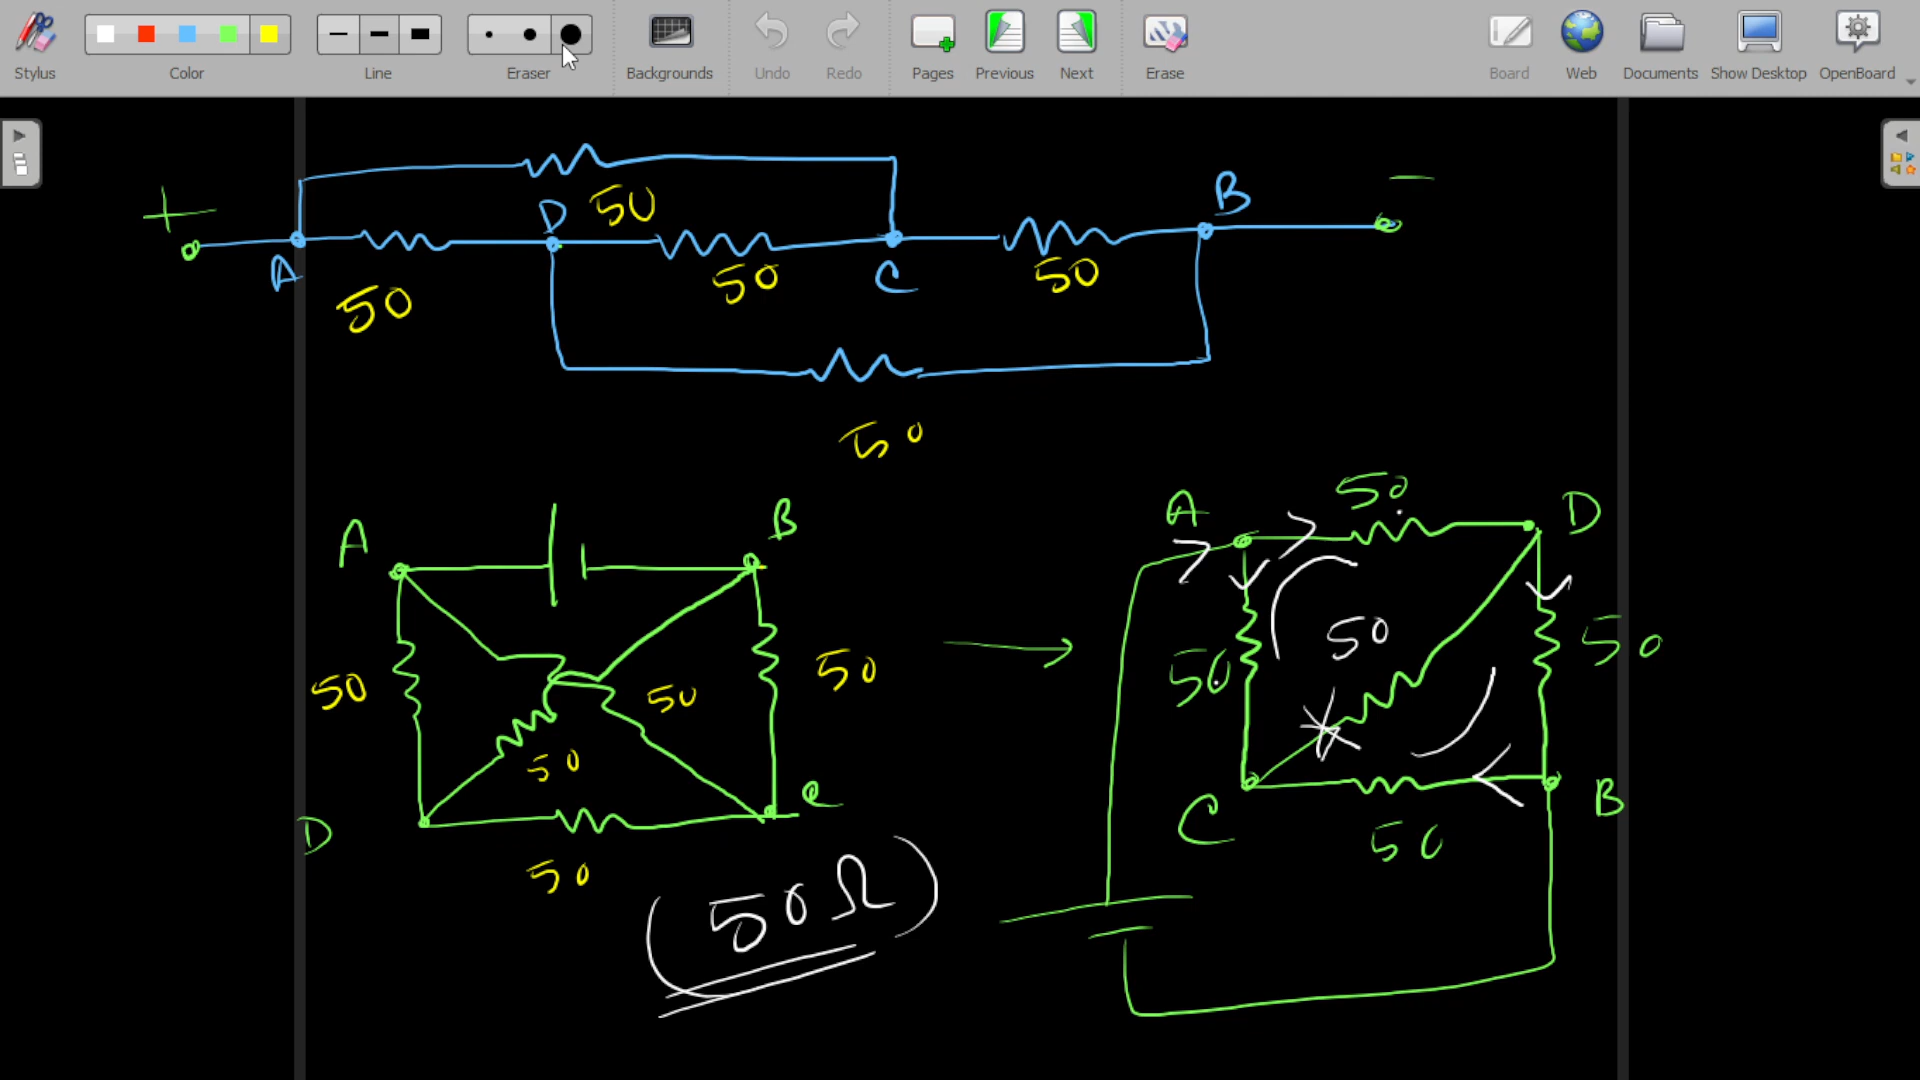 Stylus Color Line Eraser Backgrounds Undo Redo Pages Previous Next Erase Board Web Documents Show Desktop OpenBoard
+ −
A D 50 C B
50 50 50
50
A B
50 50 50
50
D C
50
(50Ω)
A 50 D
50 50 50
C B
50